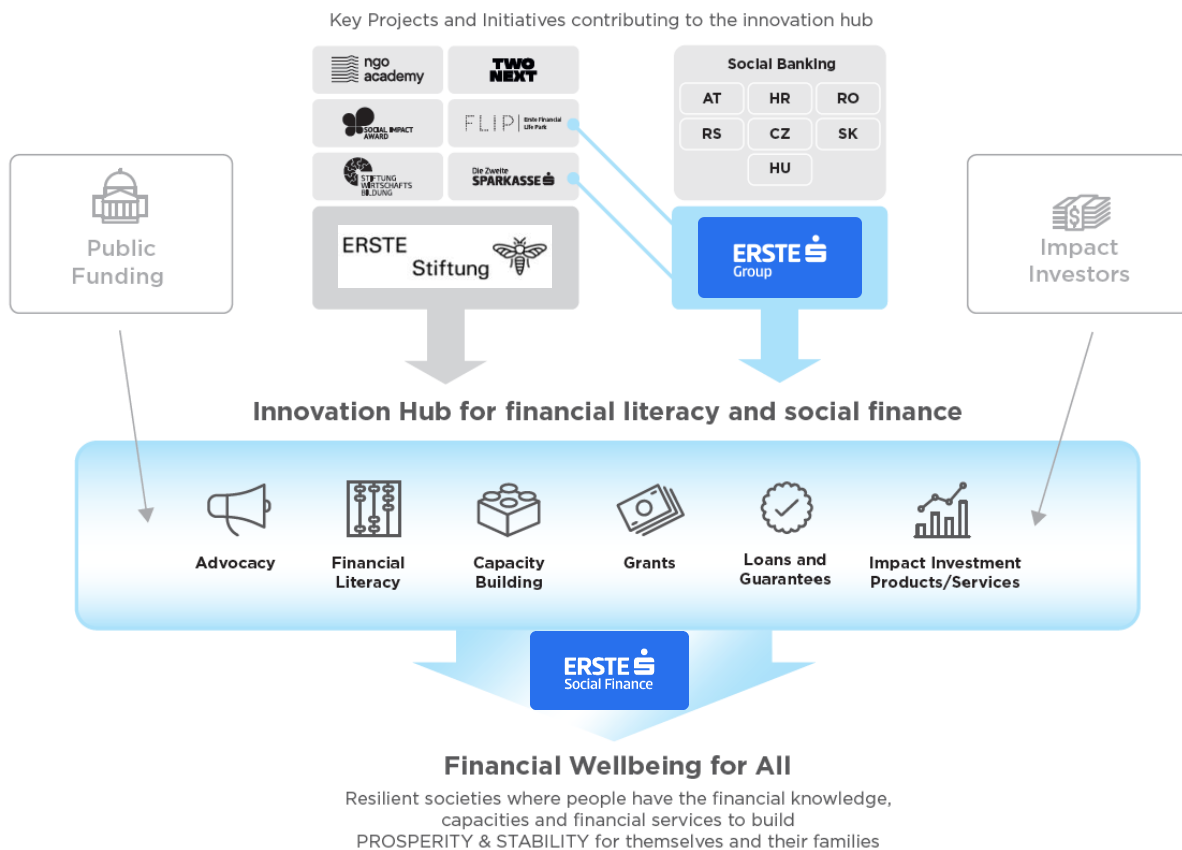 Key Projects and Initiatives contributing to the innovation hub
ngo
academy
TWO
NEXT
SOCIAL IMPACT
AWARD
FLIP
Erste Financial
Life Park
STIFTUNG
WIRTSCHAFTS
BILDUNG
Die Zweite
SPARKASSE
ERSTE
Stiftung
Social Banking
AT HR RO
RS CZ SK
HU
ERSTE
Group
Public
Funding
Impact
Investors
$
Innovation Hub for financial literacy and social finance
Advocacy
Financial
Literacy
Capacity
Building
Grants
Loans and
Guarantees
Impact Investment
Products/Services
ERSTE
Social Finance
Financial Wellbeing for All
Resilient societies where people have the financial knowledge,
capacities and financial services to build
PROSPERITY & STABILITY for themselves and their families